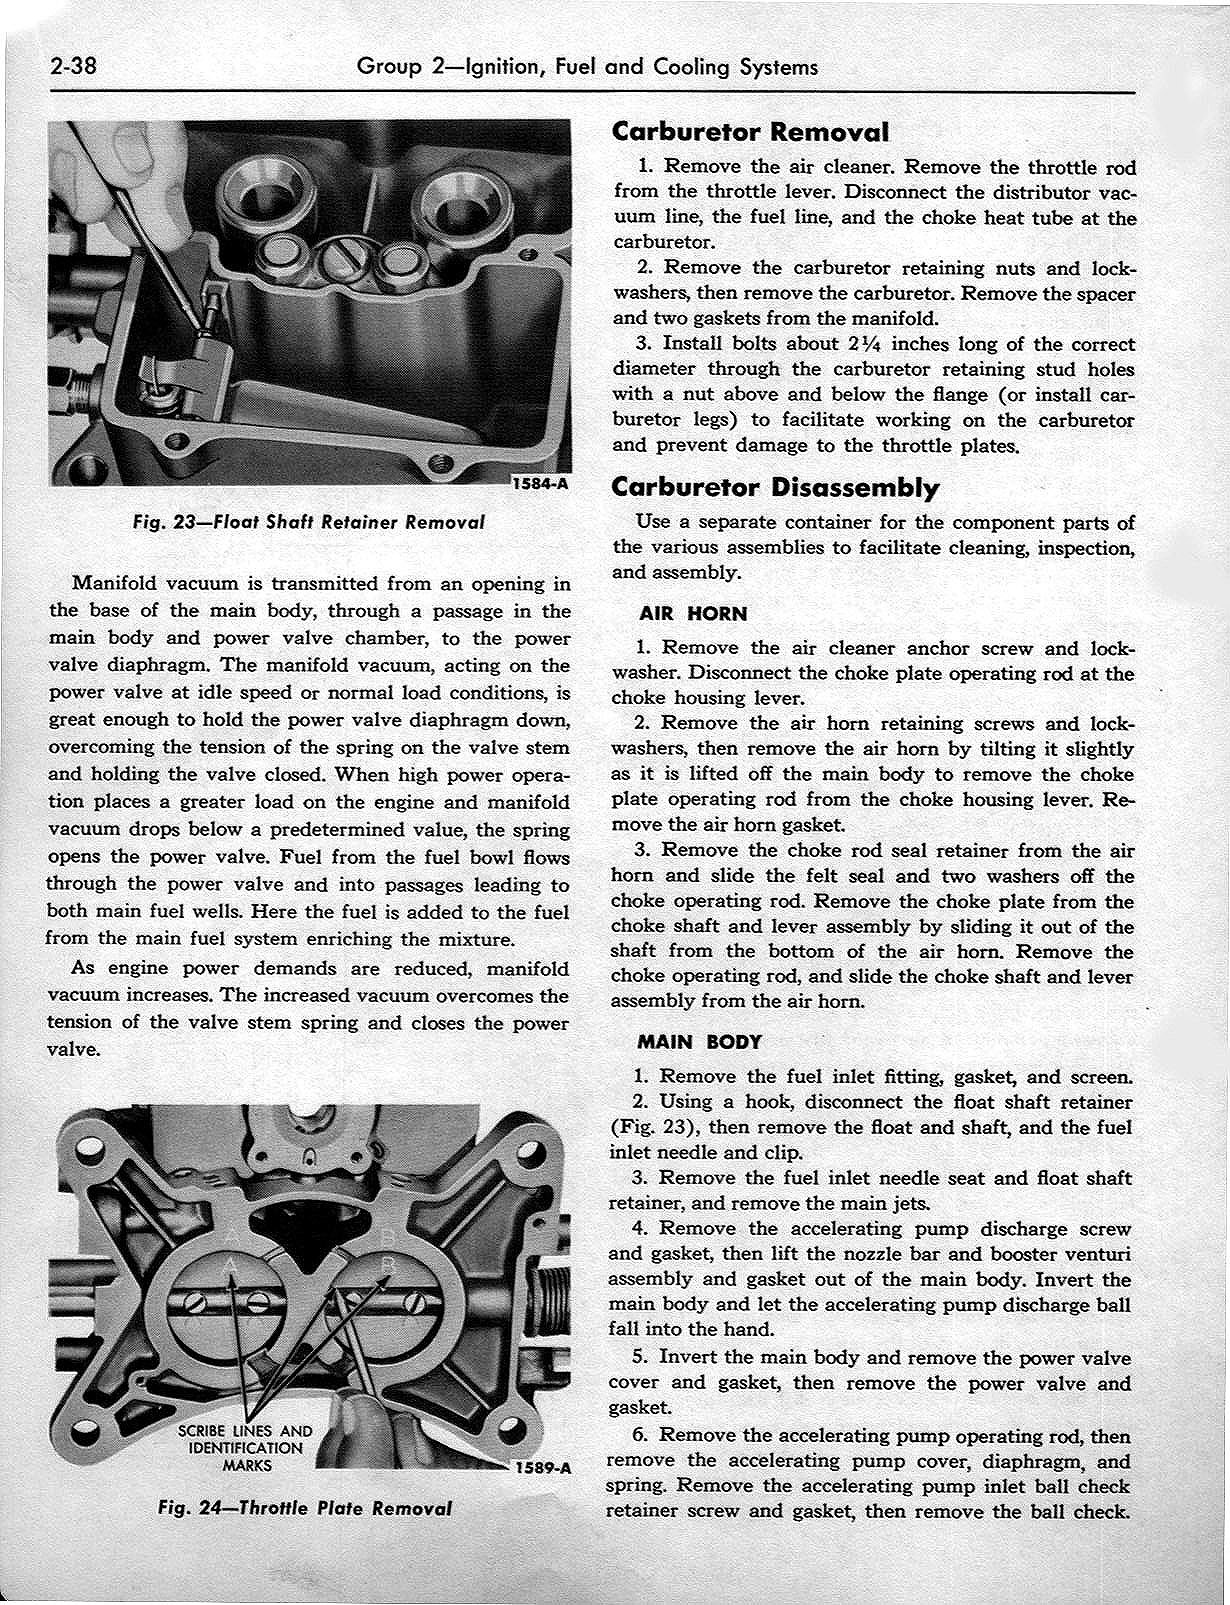 2-38
Group 2—Ignition, Fuel and Cooling Systems
1584-A
Fig. 23—Float Shaft Retainer Removal
Manifold vacuum is transmitted from an opening in
the base of the main body, through a passage in the
main body and power valve chamber, to the power
valve diaphragm. The manifold vacuum, acting on the
power valve at idle speed or normal load conditions, is
great enough to hold the power valve diaphragm down,
overcoming the tension of the spring on the valve stem
and holding the valve closed. When high power opera-
tion places a greater load on the engine and manifold
vacuum drops below a predetermined value, the spring
opens the power valve. Fuel from the fuel bowl flows
through the power valve and into passages leading to
both main fuel wells. Here the fuel is added to the fuel
from the main fuel system enriching the mixture.
As engine power demands are reduced, manifold
vacuum increases. The increased vacuum overcomes the
tension of the valve stem spring and closes the power
valve.
A B
A B
SCRIBE LINES AND
IDENTIFICATION
MARKS
1589-A
Fig. 24—Throttle Plate Removal
Carburetor Removal
1. Remove the air cleaner. Remove the throttle rod
from the throttle lever. Disconnect the distributor vac-
uum line, the fuel line, and the choke heat tube at the
carburetor.
2. Remove the carburetor retaining nuts and lock-
washers, then remove the carburetor. Remove the spacer
and two gaskets from the manifold.
3. Install bolts about 2¼ inches long of the correct
diameter through the carburetor retaining stud holes
with a nut above and below the flange (or install car-
buretor legs) to facilitate working on the carburetor
and prevent damage to the throttle plates.
Carburetor Disassembly
Use a separate container for the component parts of
the various assemblies to facilitate cleaning, inspection,
and assembly.
AIR HORN
1. Remove the air cleaner anchor screw and lock-
washer. Disconnect the choke plate operating rod at the
choke housing lever.
2. Remove the air horn retaining screws and lock-
washers, then remove the air horn by tilting it slightly
as it is lifted off the main body to remove the choke
plate operating rod from the choke housing lever. Re-
move the air horn gasket.
3. Remove the choke rod seal retainer from the air
horn and slide the felt seal and two washers off the
choke operating rod. Remove the choke plate from the
choke shaft and lever assembly by sliding it out of the
shaft from the bottom of the air horn. Remove the
choke operating rod, and slide the choke shaft and lever
assembly from the air horn.
MAIN BODY
1. Remove the fuel inlet fitting, gasket, and screen.
2. Using a hook, disconnect the float shaft retainer
(Fig. 23), then remove the float and shaft, and the fuel
inlet needle and clip.
3. Remove the fuel inlet needle seat and float shaft
retainer, and remove the main jets.
4. Remove the accelerating pump discharge screw
and gasket, then lift the nozzle bar and booster venturi
assembly and gasket out of the main body. Invert the
main body and let the accelerating pump discharge ball
fall into the hand.
5. Invert the main body and remove the power valve
cover and gasket, then remove the power valve and
gasket.
6. Remove the accelerating pump operating rod, then
remove the accelerating pump cover, diaphragm, and
spring. Remove the accelerating pump inlet ball check
retainer screw and gasket, then remove the ball check.